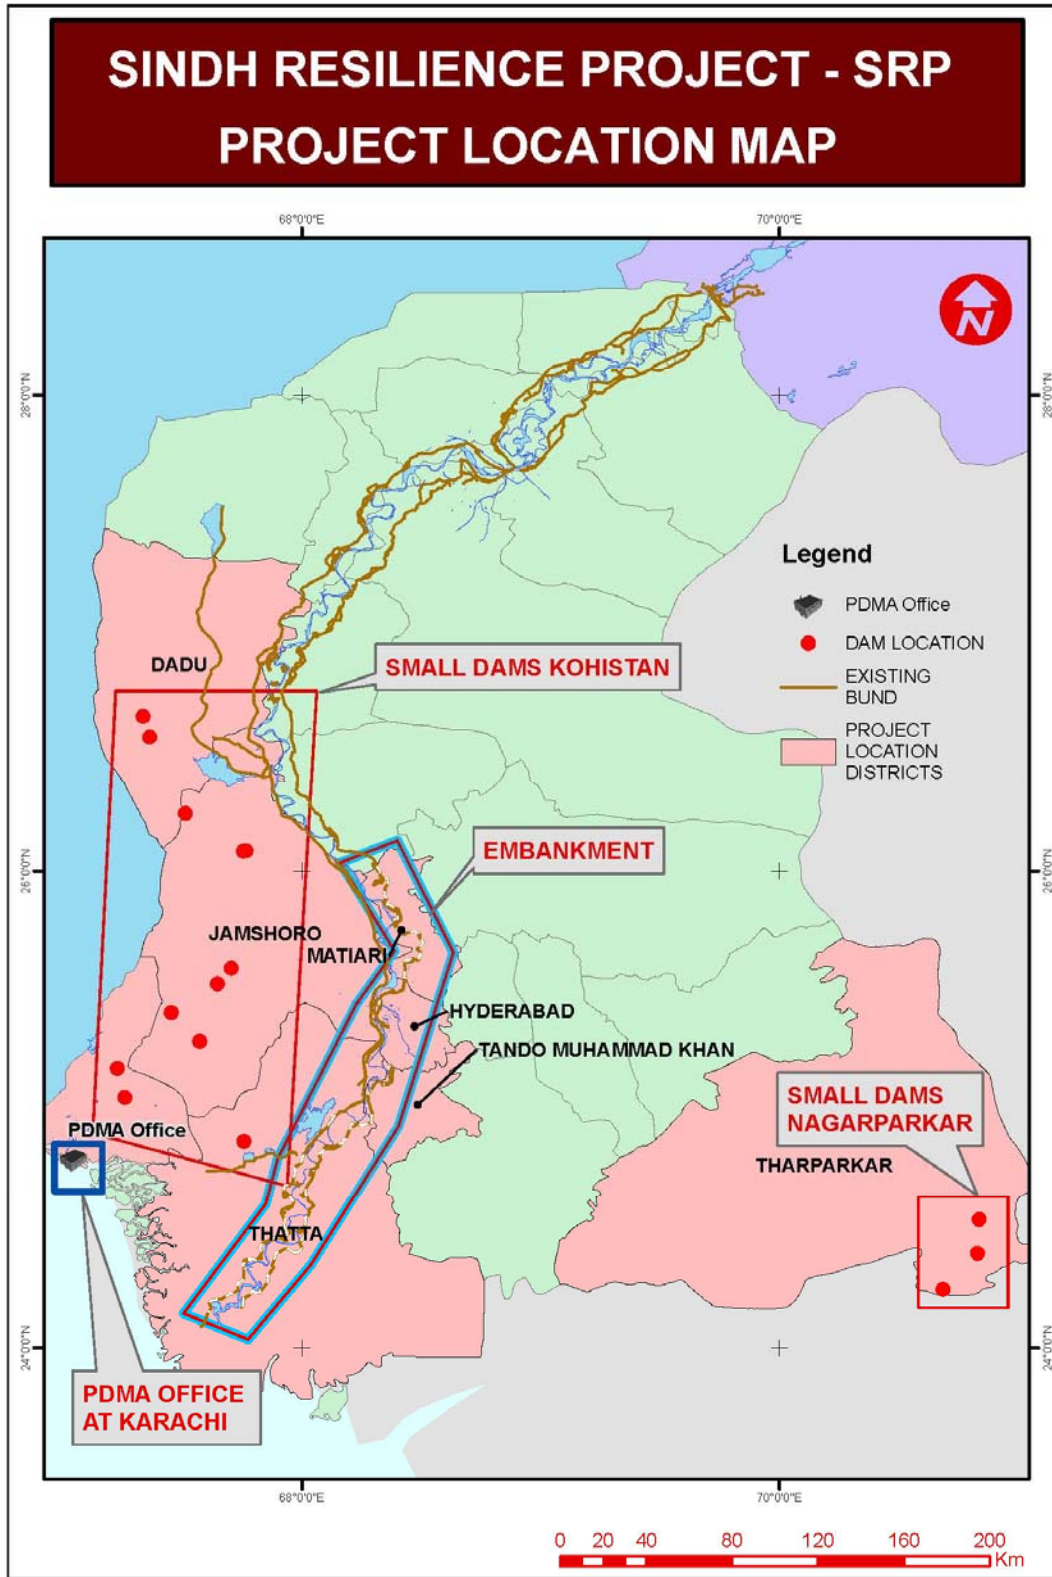 SINDH RESILIENCE PROJECT - SRP
PROJECT LOCATION MAP
68°0'0"E
70°0'0"E
N
28°0'0"N
28°0'0"N
Legend
PDMA Office
DAM LOCATION
EXISTING
BUND
PROJECT
LOCATION
DISTRICTS
DADU
SMALL DAMS KOHISTAN
26°0'0"N
26°0'0"N
EMBANKMENT
JAMSHORO
MATIARI
HYDERABAD
TANDO MUHAMMAD KHAN
SMALL DAMS
NAGARPARKAR
PDMA Office
THARPARKAR
THATTA
24°0'0"N
24°0'0"N
PDMA OFFICE
AT KARACHI
68°0'0"E
70°0'0"E
0 20 40 80 120 160 200
Km